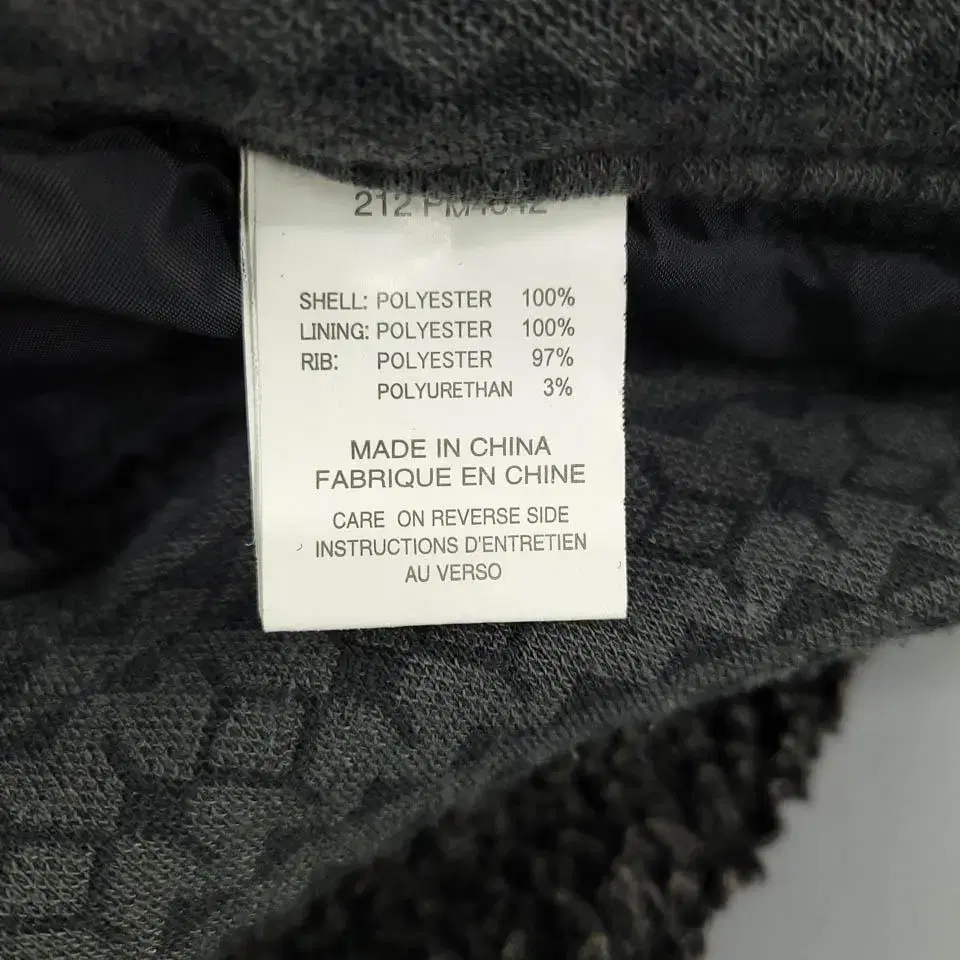 212
SHELL: POLYESTER 100%
LINING: POLYESTER 100%
RIB: POLYESTER 97%
POLYURETHAN 3%
MADE IN CHINA
FABRIQUE EN CHINE
CARE ON REVERSE SIDE
INSTRUCTIONS D'ENTRETIEN
AU VERSO